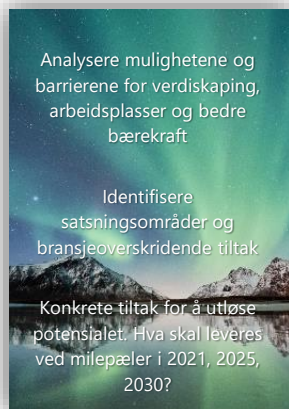 Analysere mulighetene og
barrierene for verdiskaping,
arbeidsplasser og bedre
bærekraft
Identifisere
satsningsområder og
bransjeoverskridende tiltak
Konkrete tiltak for å utløse
potensialet. Hva skal leveres
ved milepæler i 2021, 2025,
2030?